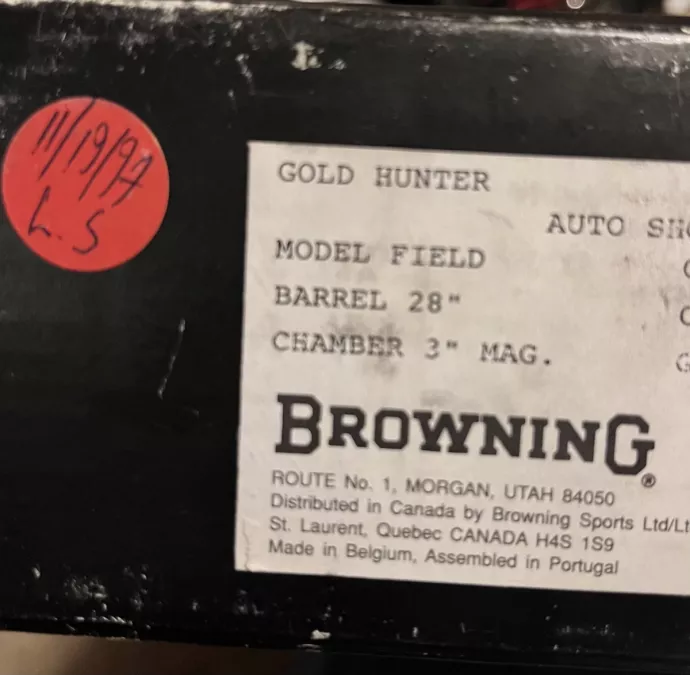 11/19/97
L.S
GOLD HUNTER
AUTO
MODEL FIELD
BARREL 28"
CHAMBER 3" MAG.
BROWNING®
ROUTE No. 1, MORGAN, UTAH 84050
Distributed in Canada by Browning Sports Ltd/Lt
St. Laurent, Quebec CANADA H4S 1S9
Made in Belgium, Assembled in Portugal